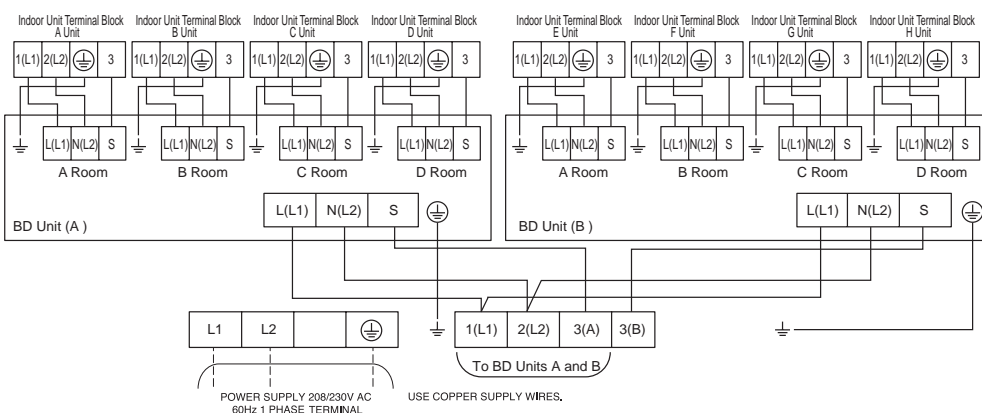 Indoor Unit Terminal Block
A Unit
Indoor Unit Terminal Block
B Unit
Indoor Unit Terminal Block
C Unit
Indoor Unit Terminal Block
D Unit
Indoor Unit Terminal Block
E Unit
Indoor Unit Terminal Block
F Unit
Indoor Unit Terminal Block
G Unit
Indoor Unit Terminal Block
H Unit
1(L1) 2(L2) 3
1(L1) 2(L2) 3
1(L1) 2(L2) 3
1(L1) 2(L2) 3
1(L1) 2(L2) 3
1(L1) 2(L2) 3
1(L1) 2(L2) 3
1(L1) 2(L2) 3
L(L1) N(L2) S
L(L1) N(L2) S
L(L1) N(L2) S
L(L1) N(L2) S
L(L1) N(L2) S
L(L1) N(L2) S
L(L1) N(L2) S
L(L1) N(L2) S
A Room
B Room
C Room
D Room
A Room
B Room
C Room
D Room
L(L1) N(L2) S
L(L1) N(L2) S
BD Unit (A )
BD Unit (B )
L1 L2
1(L1) 2(L2) 3(A) 3(B)
To BD Units A and B
POWER SUPPLY 208/230V AC
60Hz 1 PHASE TERMINAL
USE COPPER SUPPLY WIRES.